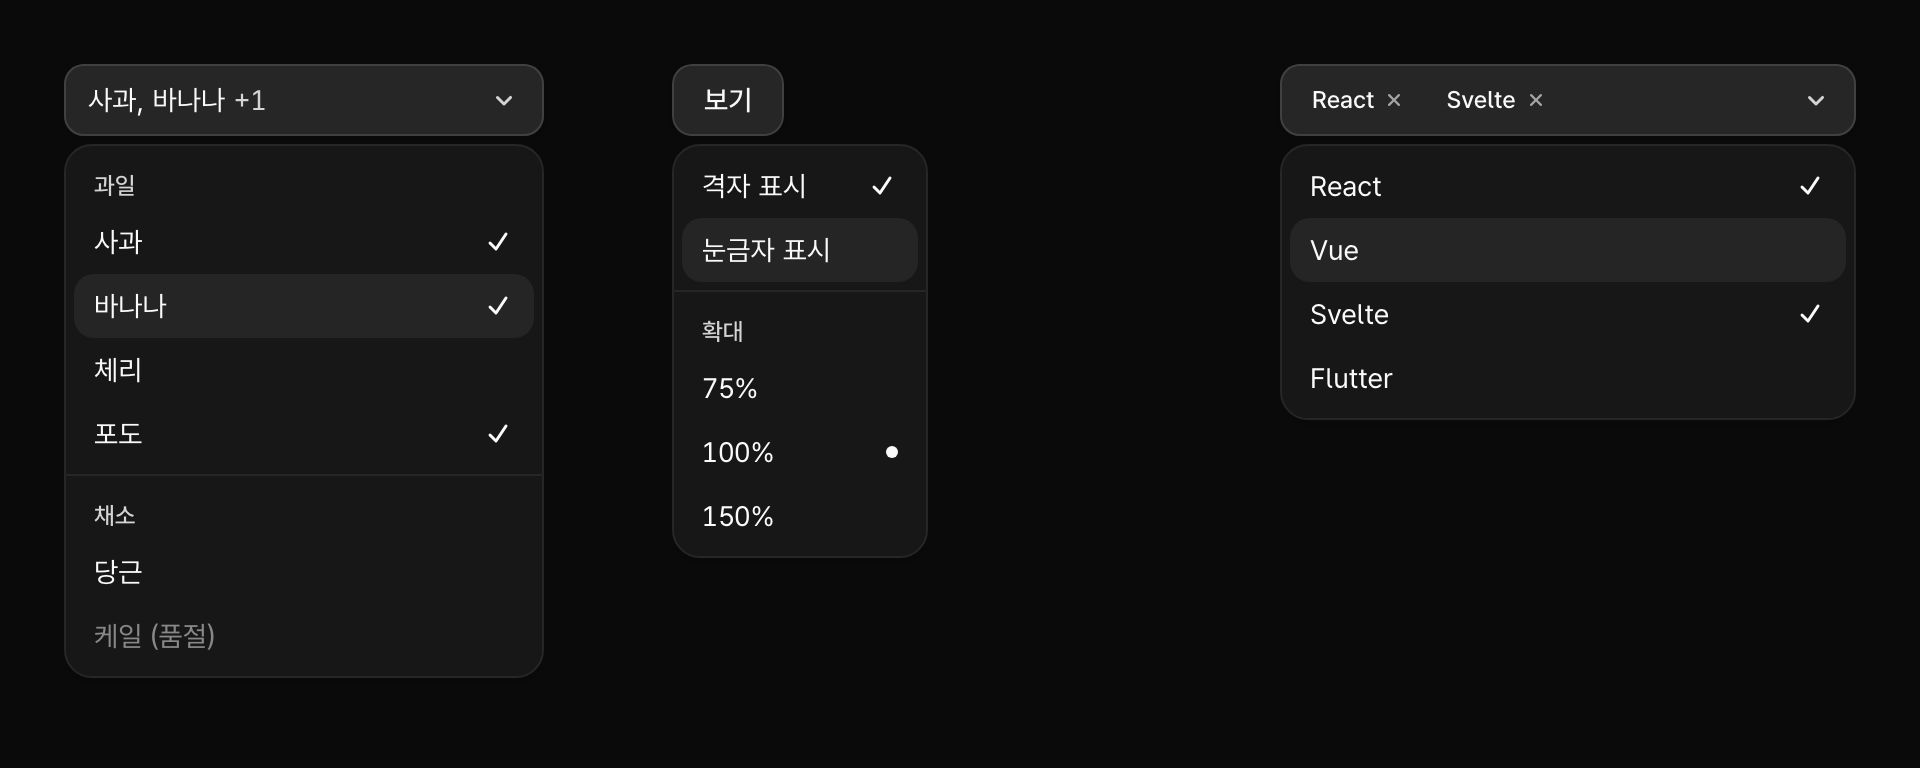 사과, 바나나 +1
과일
사과
바나나
체리
포도
채소
당근
케일 (품절)
보기
격자 표시
눈금자 표시
확대
75%
100%
150%
React Svelte
React
Vue
Svelte
Flutter